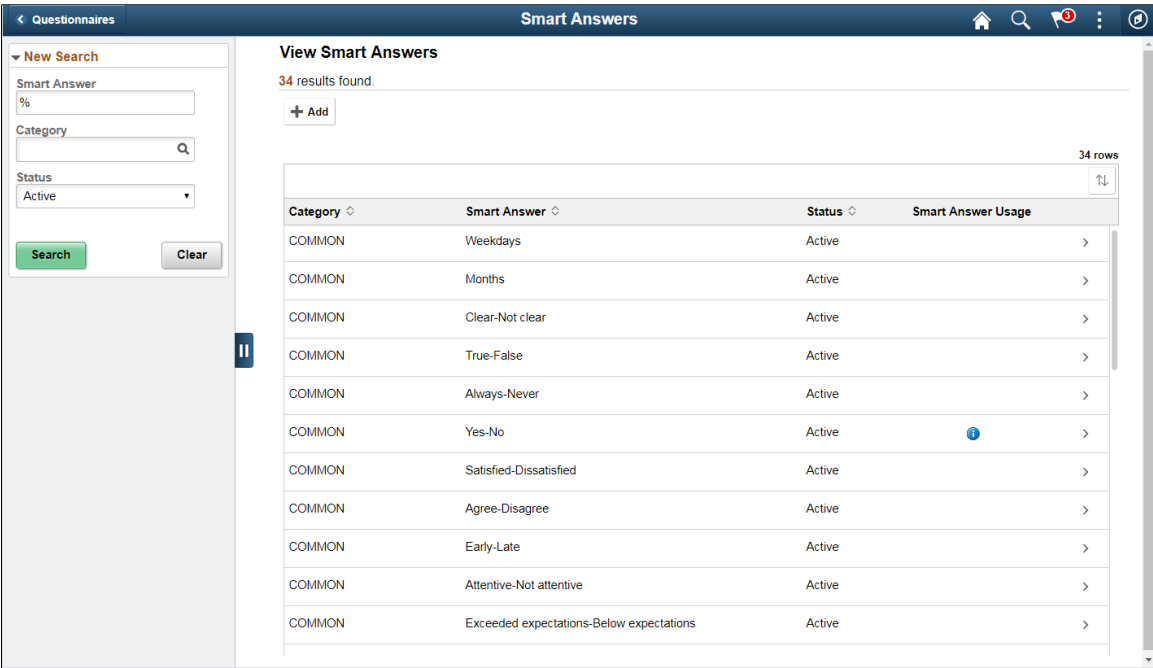 Questionnaires
Smart Answers
3
New Search
Smart Answer
%
Category
Status
Active
Search Clear
View Smart Answers
34 results found.
Add
34 rows
Category Smart Answer Status Smart Answer Usage
COMMON Weekdays Active
COMMON Months Active
COMMON Clear-Not clear Active
COMMON True-False Active
COMMON Always-Never Active
COMMON Yes-No Active
COMMON Satisfied-Dissatisfied Active
COMMON Agree-Disagree Active
COMMON Early-Late Active
COMMON Attentive-Not attentive Active
COMMON Exceeded expectations-Below expectations Active